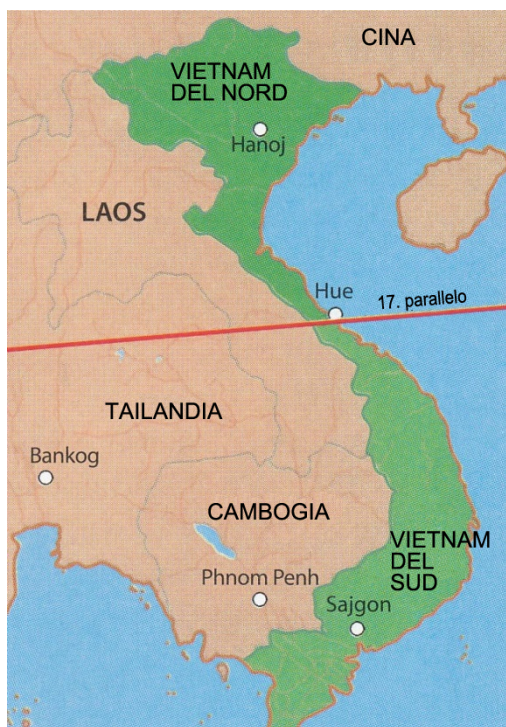 CINA
VIETNAM
DEL NORD
Hanoj
LAOS
Hue
17. parallelo
TAILANDIA
Bankog
CAMBOGIA
VIETNAM
DEL
SUD
Phnom Penh
Sajgon